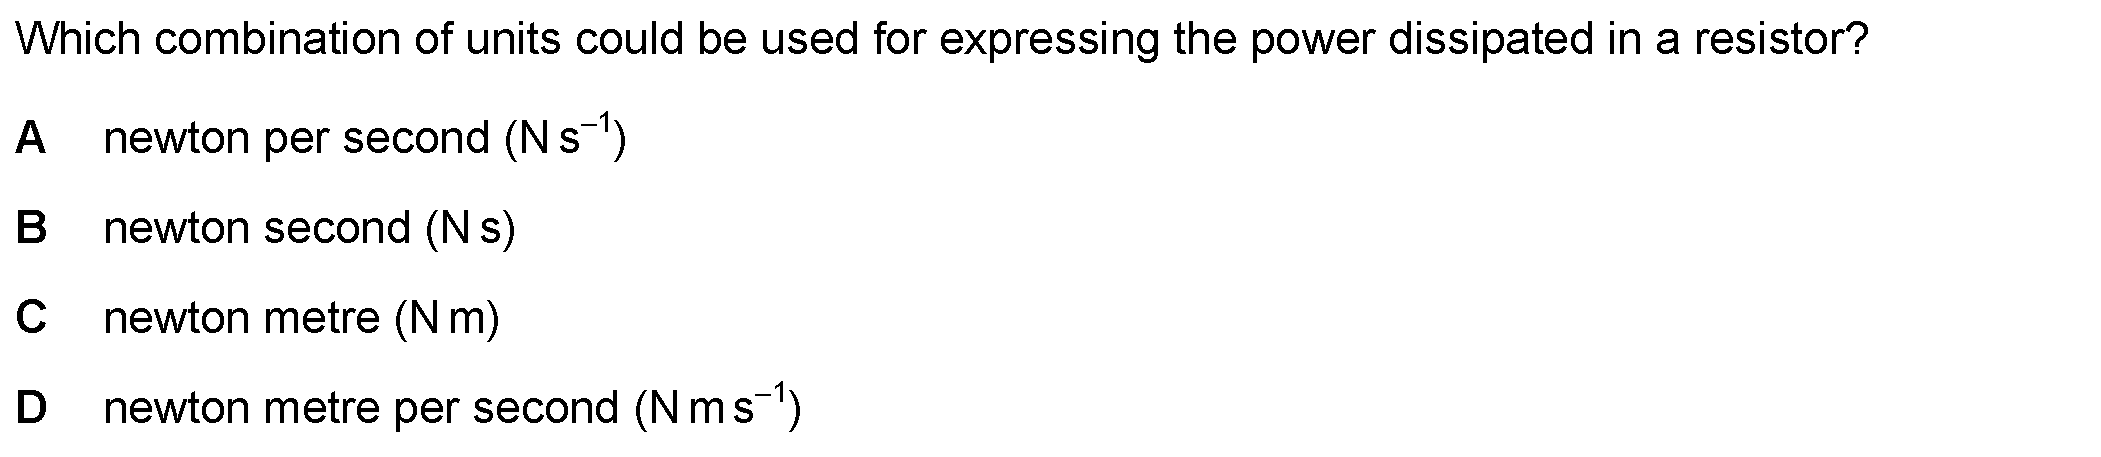 Which combination of units could be used for expressing the power dissipated in a resistor?
A newton per second (N s⁻¹)
B newton second (N s)
C newton metre (N m)
D newton metre per second (N m s⁻¹)